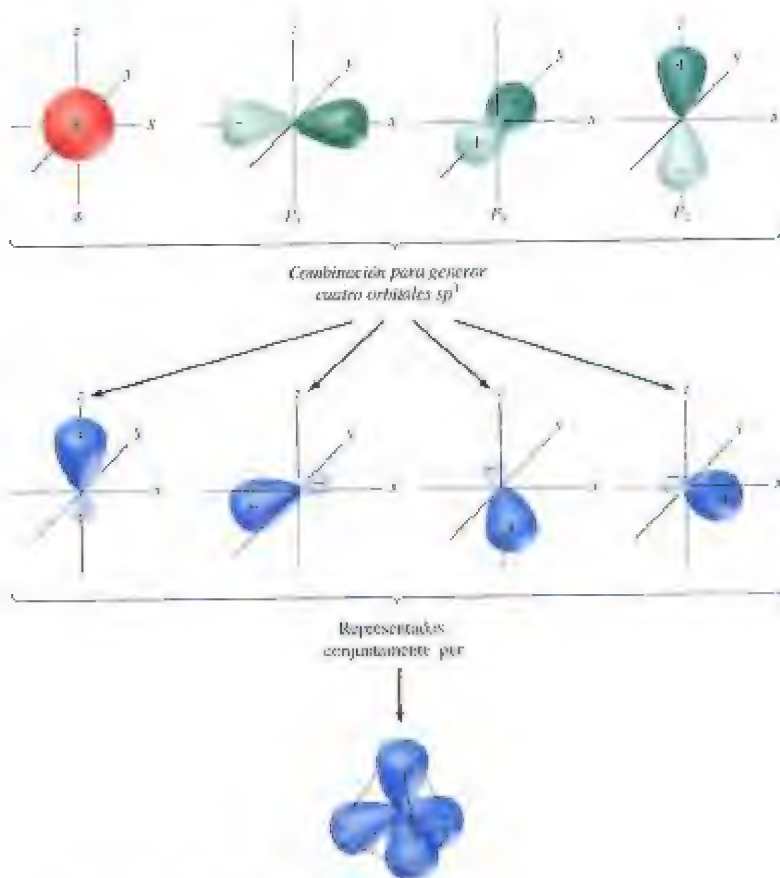 z
y
x
s
z
y
x
P
z
y
x
P
z
y
x
P
Combinación para generar
cuatro orbitales sp³
z
y
x
z
y
x
z
y
x
z
y
x
Representados
conjuntamente por